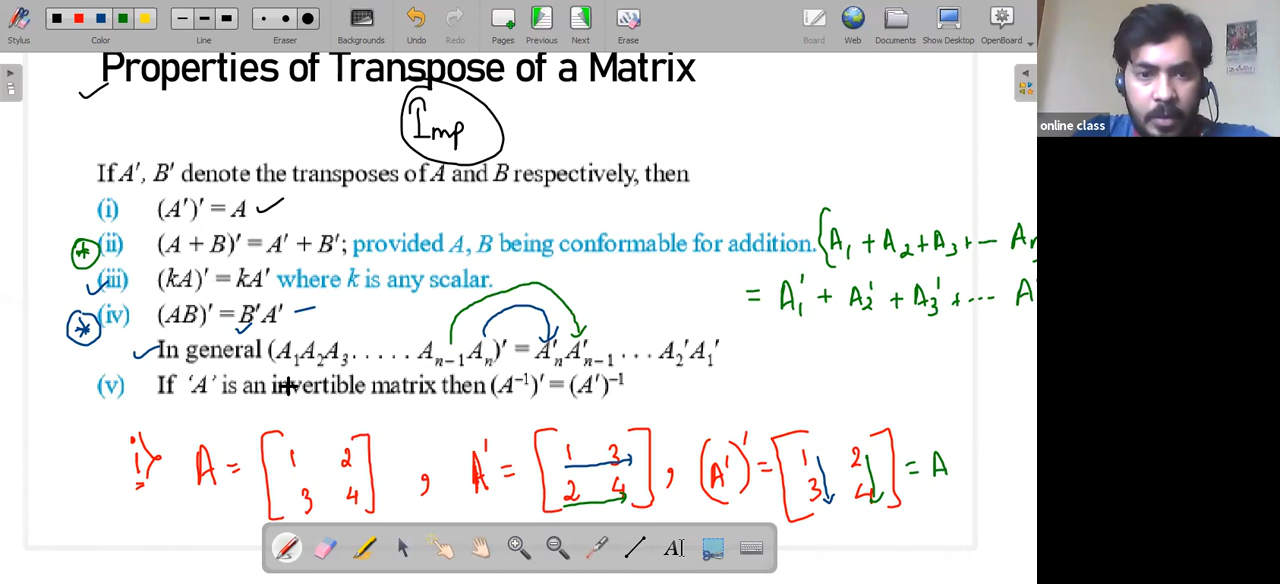 Stylus Color Line Eraser Backgrounds Undo Redo Pages Previous Next Erase Board Web Documents Show Desktop OpenBoard
Properties of Transpose of a Matrix
Imp
online class
If A′, B′ denote the transposes of A and B respectively, then
(i) (A′)′ = A
(ii) (A + B)′ = A′ + B′; provided A, B being conformable for addition. {A₁ + A₂ + A₃ + –
(iii) (kA)′ = kA′ where k is any scalar. = A₁′ + A₂′ + A₃′ + ...
(iv) (AB)′ = B′A′
In general (A₁A₂A₃. . . . . . Aₙ₋₁Aₙ)′ = Aₙ′A′ₙ₋₁ . . . A₂′A₁′
(v) If ‘A’ is an invertible matrix then (A⁻¹)′ = (A′)⁻¹
i) A = [1 2 , A′ = [1 3 , (A′)′ = [1 2 = A
3 4] 2 4] 3 4]